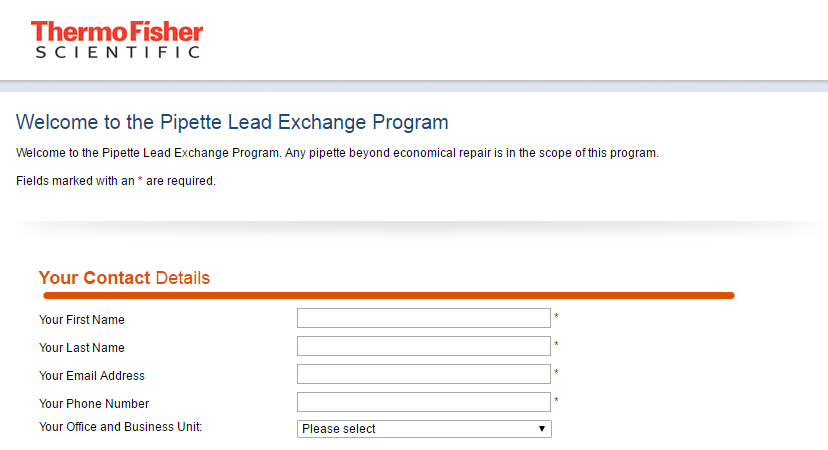 ThermoFisher
SCIENTIFIC
Welcome to the Pipette Lead Exchange Program
Welcome to the Pipette Lead Exchange Program. Any pipette beyond economical repair is in the scope of this program.
Fields marked with an * are required.
Your Contact Details
Your First Name *
Your Last Name *
Your Email Address *
Your Phone Number *
Your Office and Business Unit: Please select